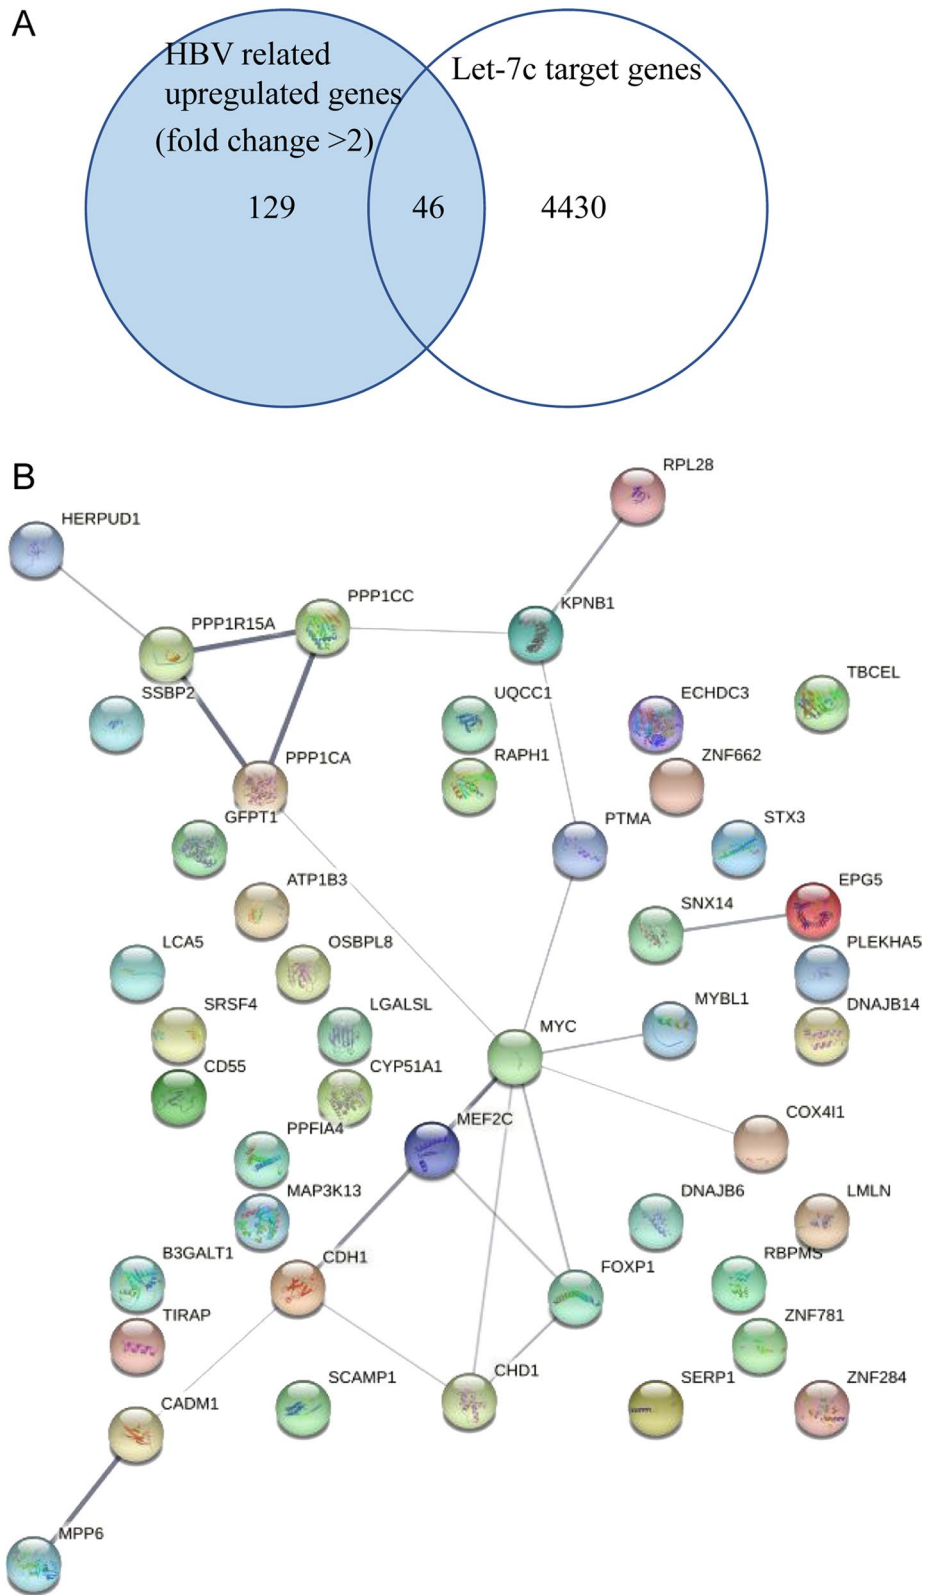 A
HBV related
upregulated genes
(fold change >2)
Let-7c target genes
129
46
4430
B
RPL28
HERPUD1
PPP1CC
KPNB1
PPP1R15A
TBCEL
SSBP2
UQCC1
ECHDC3
PPP1CA
RAPH1
ZNF662
GFPT1
PTMA
STX3
ATP1B3
EPG5
SNX14
LCA5
OSBPL8
PLEKHA5
SRSF4
LGALSL
MYBL1
DNAJB14
MYC
CD55
CYP51A1
COX4I1
PPFIA4
MEF2C
MAP3K13
DNAJB6
LMLN
B3GALT1
CDH1
FOXP1
RBPMS
TIRAP
ZNF781
CHD1
SCAMP1
SERP1
ZNF284
CADM1
MPP6